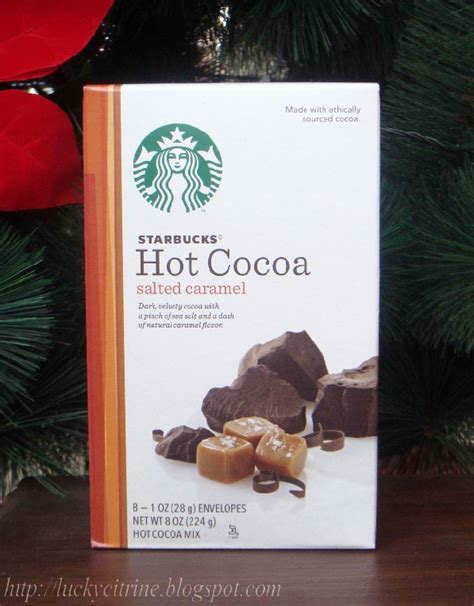 Made with ethically
sourced cocoa.
STARBUCKS®
Hot Cocoa
salted caramel
Dark, velvety cocoa with
a pinch of sea salt and a dash
of natural caramel flavor.
8 – 1 OZ (28 g) ENVELOPES
NET WT 8 OZ (224 g)
HOT COCOA MIX
http://luckycitrine.blogspot.com/